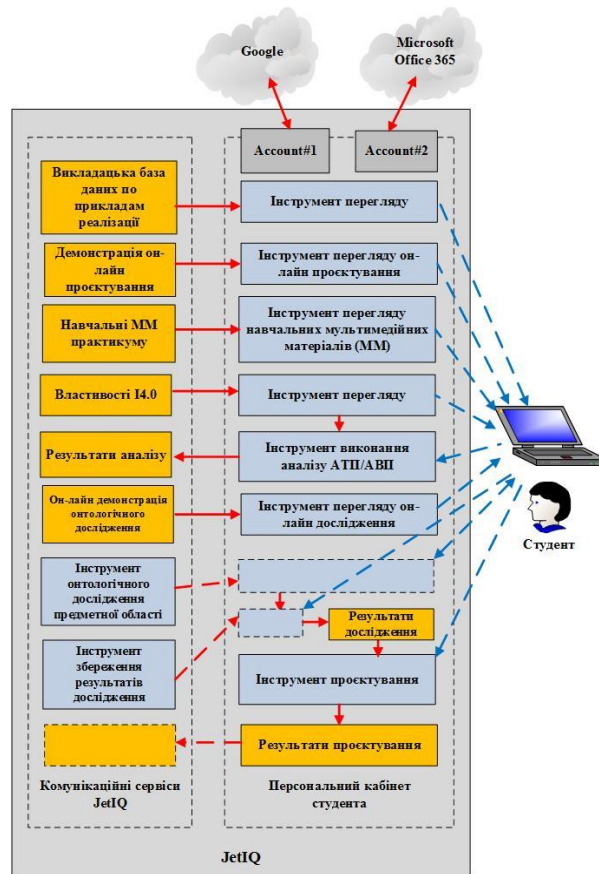 Google
Microsoft
Office 365
Account#1
Account#2
Викладацька база
даних по
прикладам
реалізації
Інструмент перегляду
Демонстрація он-
лайн
проєктування
Інструмент перегляду он-
лайн проєктування
Навчальні ММ
практикуму
Інструмент перегляду
навчальних мультимедійних
матеріалів (ММ)
Властивості І4.0
Інструмент перегляду
Результати аналізу
Інструмент виконання
аналізу АТП/АВП
Он-лайн демонстрація
онтологічного
дослідження
Інструмент перегляду он-
лайн дослідження
Студент
Інструмент
онтологічного
дослідження
предметної області
Результати
дослідження
Інструмент
збереження
результатів
дослідження
Інструмент проєктування
Результати проєктування
Комунікаційні сервіси
JetIQ
Персональний кабінет
студента
JetIQ